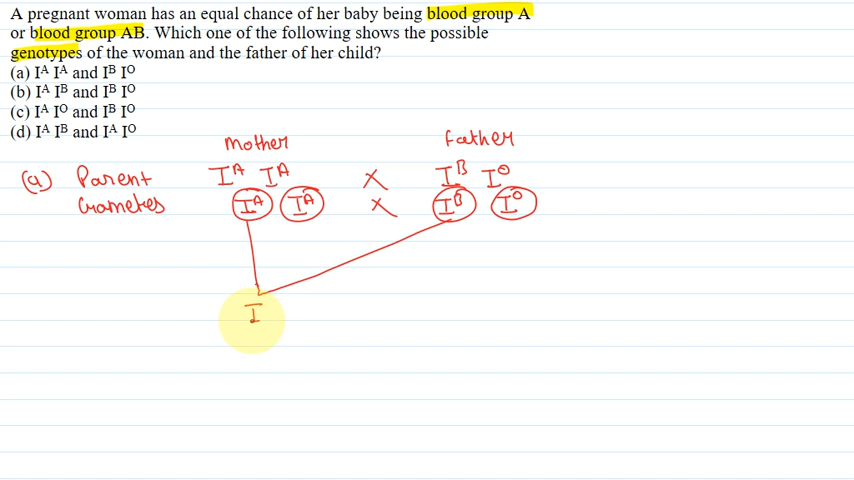 A pregnant woman has an equal chance of her baby being blood group A
or blood group AB. Which one of the following shows the possible
genotypes of the woman and the father of her child?
(a) Iᴬ Iᴬ and Iᴮ Iᴼ
(b) Iᴬ Iᴮ and Iᴮ Iᴼ
(c) Iᴬ Iᴼ and Iᴮ Iᴼ
(d) Iᴬ Iᴮ and Iᴬ Iᴼ
Mother Father
(a) Parent Iᴬ Iᴬ × Iᴮ Iᴼ
Gametes Iᴬ Iᴬ × Iᴮ Iᴼ
I